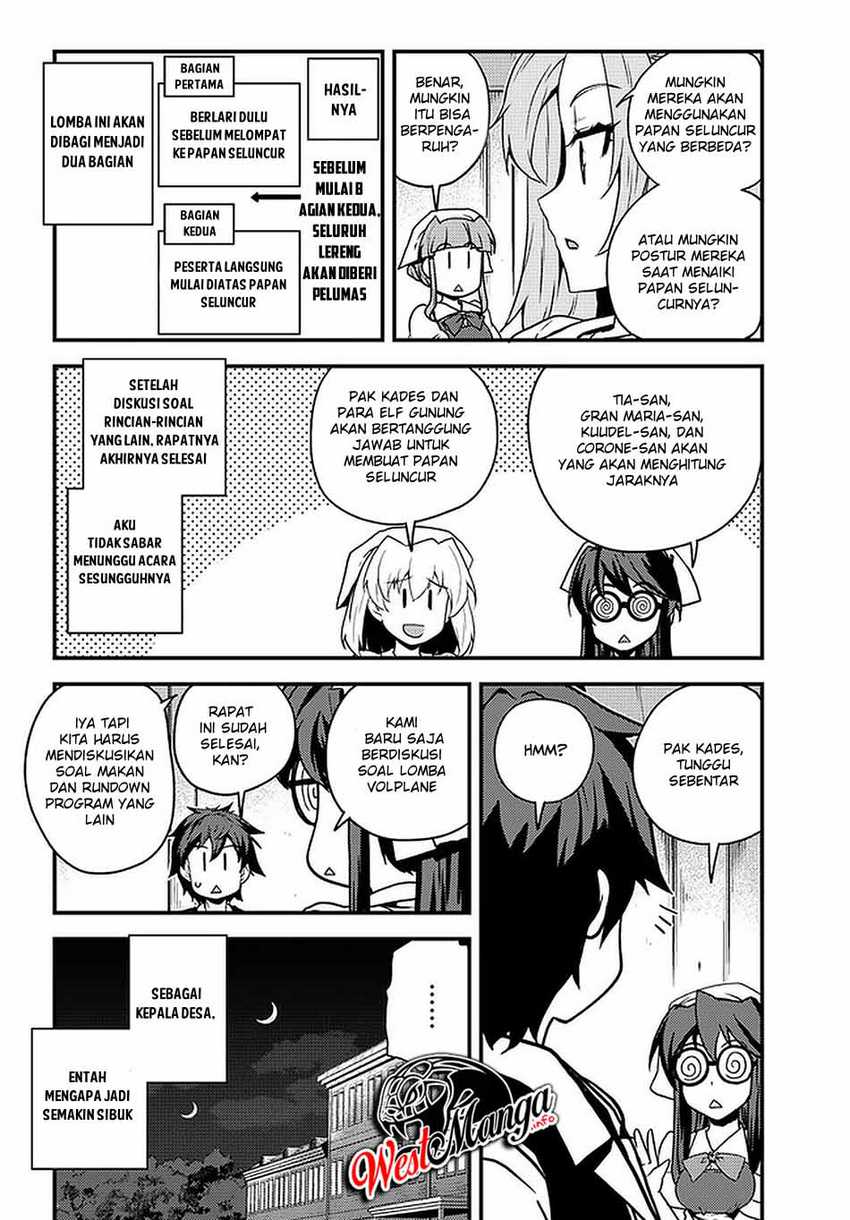 MUNGKIN
MEREKA AKAN
MENGGUNAKAN
PAPAN SELUNCUR
YANG BERBEDA?
ATAU MUNGKIN
POSTUR MEREKA
SAAT MENAIKI
PAPAN SELUN-
CURNYA?
BENAR,
MUNGKIN
ITU BISA
BERPENGA-
RUH?
HASIL-
NYA
SEBELUM
MULAI B
AGIAN KEDUA,
SELURUH
LERENG
AKAN DIBERI
PELUMAS
BAGIAN
PERTAMA
BERLARI DULU
SEBELUM MELOMPAT
KE PAPAN SELUNCUR
BAGIAN
KEDUA
PESERTA LANGSUNG
MULAI DIATAS PAPAN
SELUNCUR
LOMBA INI AKAN
DIBAGI MENJADI
DUA BAGIAN
TIA-SAN,
GRAN MARIA-SAN,
KUUDEL-SAN, DAN
CORONE-SAN AKAN
YANG AKAN MENGHITUNG
JARAKNYA
PAK KADES DAN
PARA ELF GUNUNG
AKAN BERTANGGUNG
JAWAB UNTUK
MEMBUAT PAPAN
SELUNCUR
SETELAH
DISKUSI SOAL
RINCIAN-RINCIAN
YANG LAIN. RAPATNYA
AKHIRNYA SELESAI
AKU
TIDAK SABAR
MENUNGGU ACARA
SESUNGGUHNYA
PAK KADES,
TUNGGU
SEBENTAR
HMM?
KAMI
BARU SAJA
BERDISKUSI
SOAL LOMBA
VOLPLANE
RAPAT
INI SUDAH
SELESAI,
KAN?
IYA TAPI
KITA HARUS
MENDISKUSIKAN
SOAL MAKAN
DAN RUNDOWN
PROGRAM YANG
LAIN
........
SEBAGAI
KEPALA DESA.
ENTAH
MENGAPA JADI
SEMAKIN SIBUK
WestManga
.info